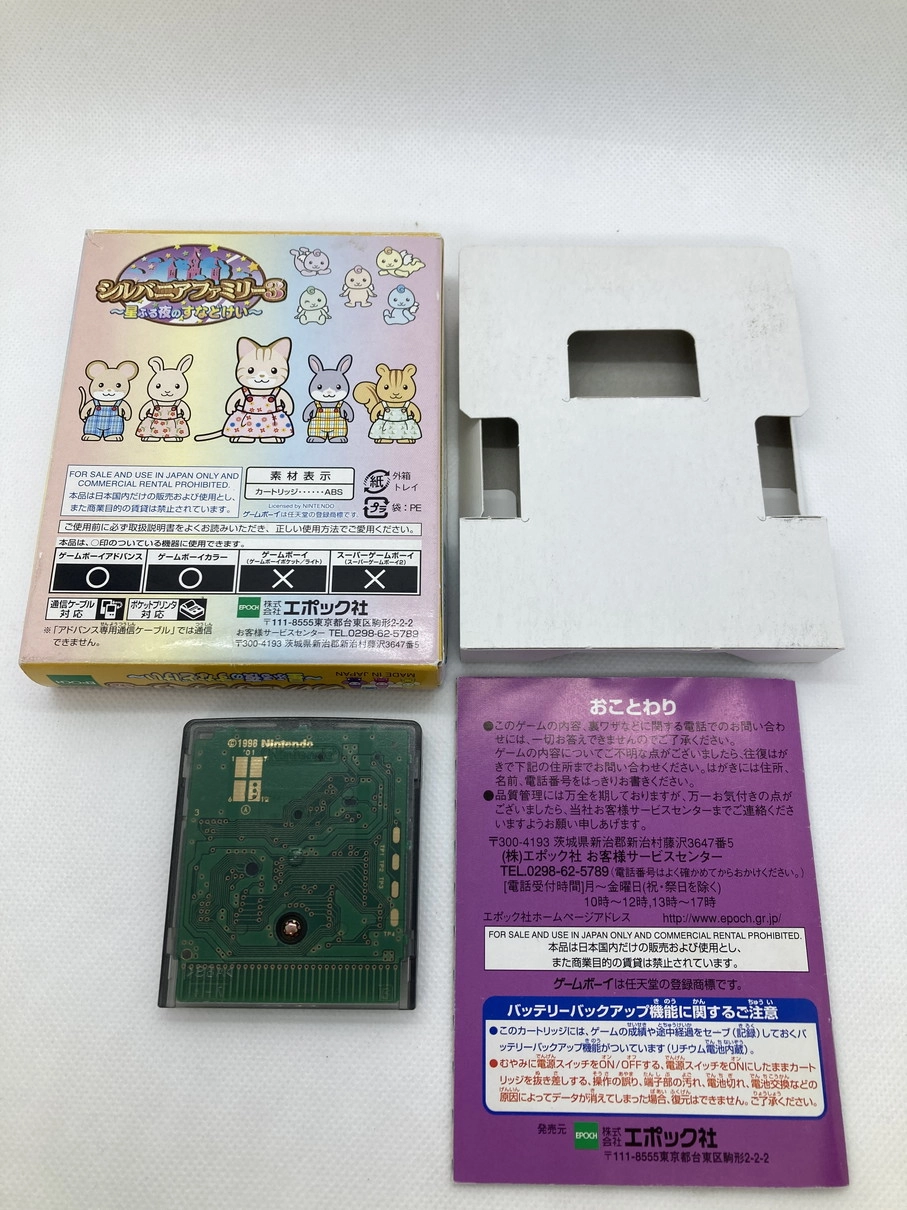 シルバニアファミリー3
～星ふる夜のすなどけい～
FOR SALE AND USE IN JAPAN ONLY AND
COMMERCIAL RENTAL PROHIBITED.
本品は日本国内だけの販売および使用とし、
また商業目的の賃貸は禁止されています。
素材表示
カートリッジ‥‥‥ABS
Licensed by NINTENDO
ゲームボーイは任天堂の登録商標です。
紙
外箱
トレイ
プラ
袋：PE
ご使用前に必ず取扱説明書をよくお読みいただき、正しい使用方法でご愛用ください。
本品は、○印のついている機器に使用できます。
ゲームボーイアドバンス
ゲームボーイカラー
ゲームボーイ
(ゲームボーイポケット/ライト)
スーパーゲームボーイ
(スーパーゲームボーイ2)
○ ○ × ×
通信ケーブル
対応
ポケットプリンタ
対応
※「アドバンス専用通信ケーブル」では通信
できません。
EPOCH 株式会社エポック社
〒111-8555東京都台東区駒形2-2-2
お客様サービスセンター TEL.0298-62-5789
〒300-4193 茨城県新治郡新治村藤沢3647番5
EPOCH
～星ふる夜のすなどけい～
MADE IN JAPAN
©1998 Nintendo
'01
A
3
TP1 TP2 TP3
TP4
おことわり
●このゲームの内容、裏ワザなどに関する電話でのお問い合わ
せには、一切お答えできませんのでご了承ください。
ゲームの内容についてご不明な点がございましたら、往復はが
きで下記の住所までお問い合わせください。はがきには住所、
名前、電話番号をはっきりお書きください。
●品質管理には万全を期しておりますが、万一お気付きの点が
ございましたら、当社お客様サービスセンターまでご連絡くださ
いますようお願い申しあげます。
〒300-4193 茨城県新治郡新治村藤沢3647番5
(株)エポック社 お客様サービスセンター
TEL.0298-62-5789(電話番号はよく確かめてからおかけください。)
[電話受付時間]月～金曜日(祝・祭日を除く)
10時～12時,13時～17時
エポック社ホームページアドレス http://www.epoch.gr.jp/
FOR SALE AND USE IN JAPAN ONLY AND COMMERCIAL RENTAL PROHIBITED.
本品は日本国内だけの販売および使用とし、
また商業目的の賃貸は禁止されています。
ゲームボーイは任天堂の登録商標です。
バッテリーバックアップ機能に関するご注意
●このカートリッジには、ゲームの成績や途中経過をセーブ(記録)しておくバ
ッテリーバックアップ機能がついています(リチウム電池内蔵)。
●むやみに電源スイッチをON/OFFする、電源スイッチをONにしたままカート
リッジを抜き差しする、操作の誤り、端子部の汚れ、電池切れ、電池交換などの
原因によってデータが消えてしまった場合、復元はできません。ご了承ください。
発売元 EPOCH 株式会社エポック社
〒111-8555東京都台東区駒形2-2-2